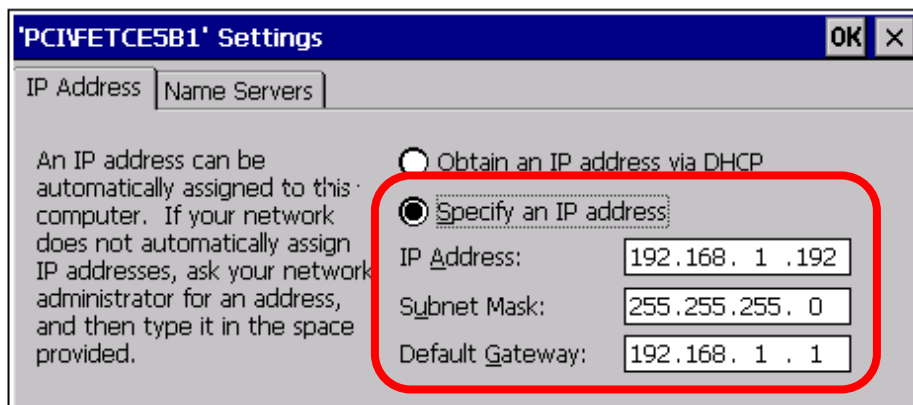 'PCI\FETCE5B1' Settings OK ×
IP Address Name Servers
An IP address can be
automatically assigned to this
computer. If your network
does not automatically assign
IP addresses, ask your network
administrator for an address,
and then type it in the space
provided.
Obtain an IP address via DHCP
Specify an IP address
IP Address: 192.168. 1 .192
Subnet Mask: 255.255.255. 0
Default Gateway: 192.168. 1 . 1